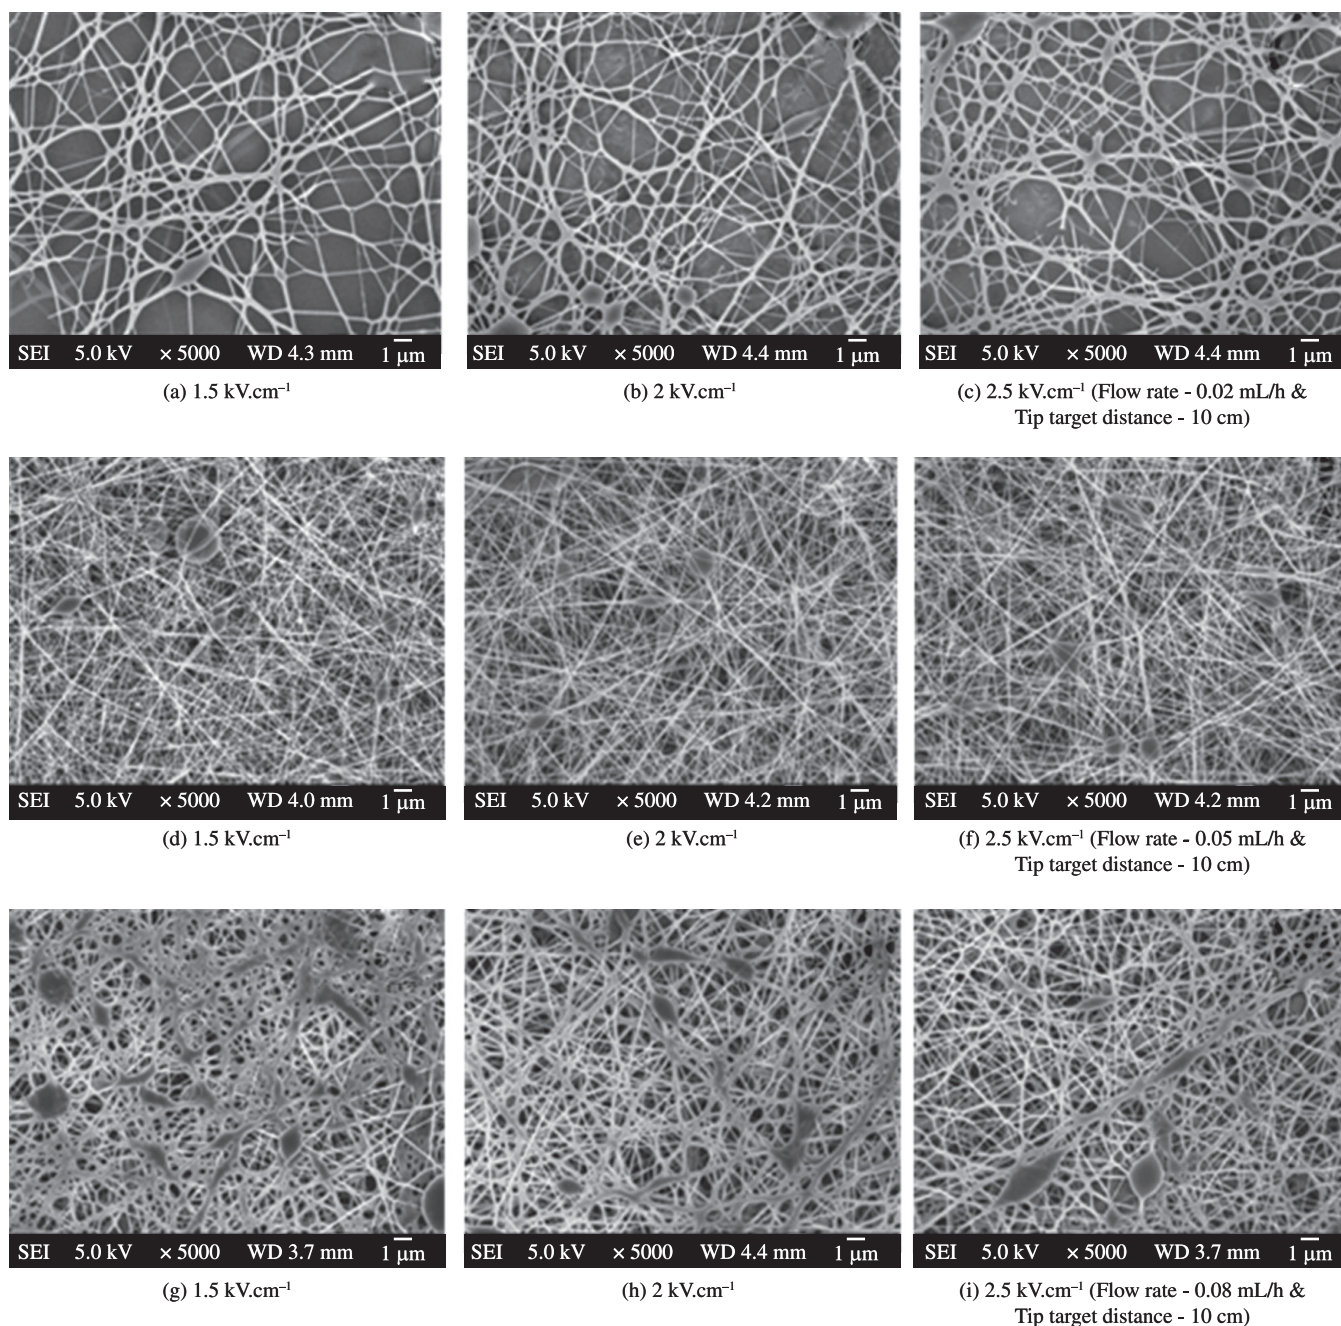 SEI 5.0 kV × 5000 WD 4.3 mm 1 μm
SEI 5.0 kV × 5000 WD 4.4 mm 1 μm
SEI 5.0 kV × 5000 WD 4.4 mm 1 μm
(a) 1.5 kV.cm⁻¹
(b) 2 kV.cm⁻¹
(c) 2.5 kV.cm⁻¹ (Flow rate - 0.02 mL/h &
Tip target distance - 10 cm)
SEI 5.0 kV × 5000 WD 4.0 mm 1 μm
SEI 5.0 kV × 5000 WD 4.2 mm 1 μm
SEI 5.0 kV × 5000 WD 4.2 mm 1 μm
(d) 1.5 kV.cm⁻¹
(e) 2 kV.cm⁻¹
(f) 2.5 kV.cm⁻¹ (Flow rate - 0.05 mL/h &
Tip target distance - 10 cm)
SEI 5.0 kV × 5000 WD 3.7 mm 1 μm
SEI 5.0 kV × 5000 WD 4.4 mm 1 μm
SEI 5.0 kV × 5000 WD 3.7 mm 1 μm
(g) 1.5 kV.cm⁻¹
(h) 2 kV.cm⁻¹
(i) 2.5 kV.cm⁻¹ (Flow rate - 0.08 mL/h &
Tip target distance - 10 cm)